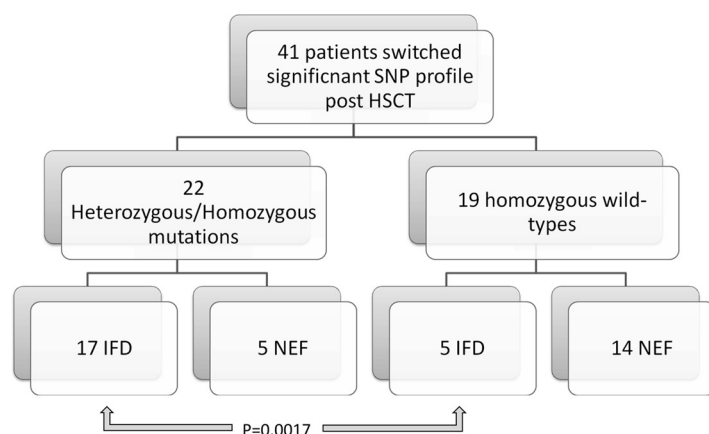 41 patients switched
significnant SNP profile
post HSCT
22
Heterozygous/Homozygous
mutations
19 homozygous wild-
types
17 IFD
5 NEF
5 IFD
14 NEF
P=0.0017